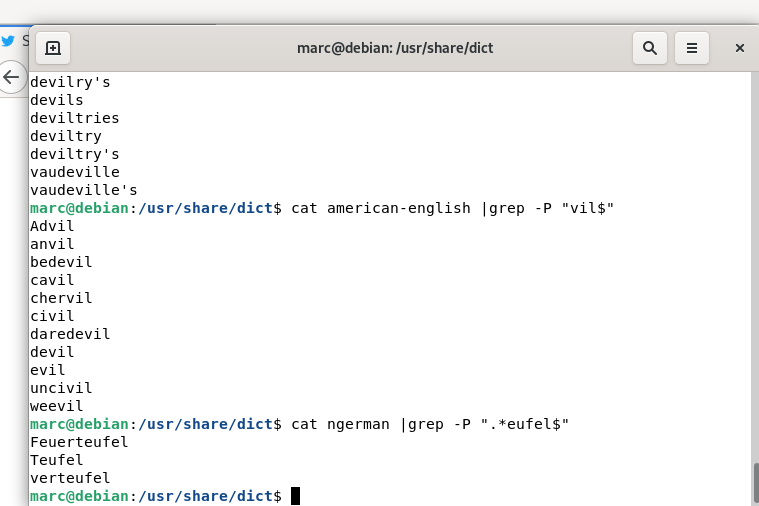 S
marc@debian: /usr/share/dict
devilry's
devils
deviltries
deviltry
deviltry's
vaudeville
vaudeville's
marc@debian:/usr/share/dict$ cat american-english |grep -P "vil$"
Advil
anvil
bedevil
cavil
chervil
civil
daredevil
devil
evil
uncivil
weevil
marc@debian:/usr/share/dict$ cat ngerman |grep -P ".*eufel$"
Feuerteufel
Teufel
verteufel
marc@debian:/usr/share/dict$